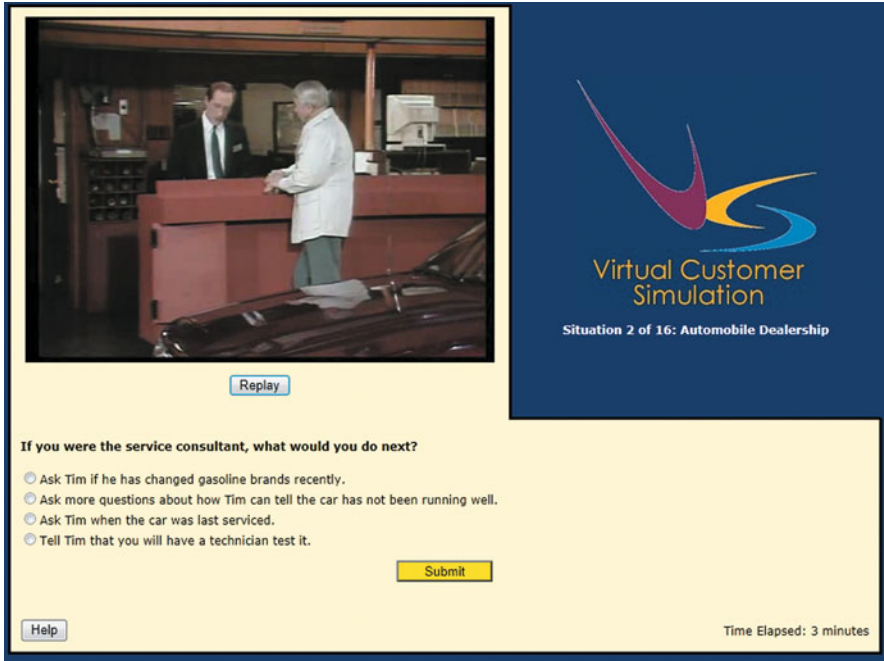 Virtual Customer
Simulation
Situation 2 of 16: Automobile Dealership
Replay
If you were the service consultant, what would you do next?
Ask Tim if he has changed gasoline brands recently.
Ask more questions about how Tim can tell the car has not been running well.
Ask Tim when the car was last serviced.
Tell Tim that you will have a technician test it.
Submit
Help
Time Elapsed: 3 minutes